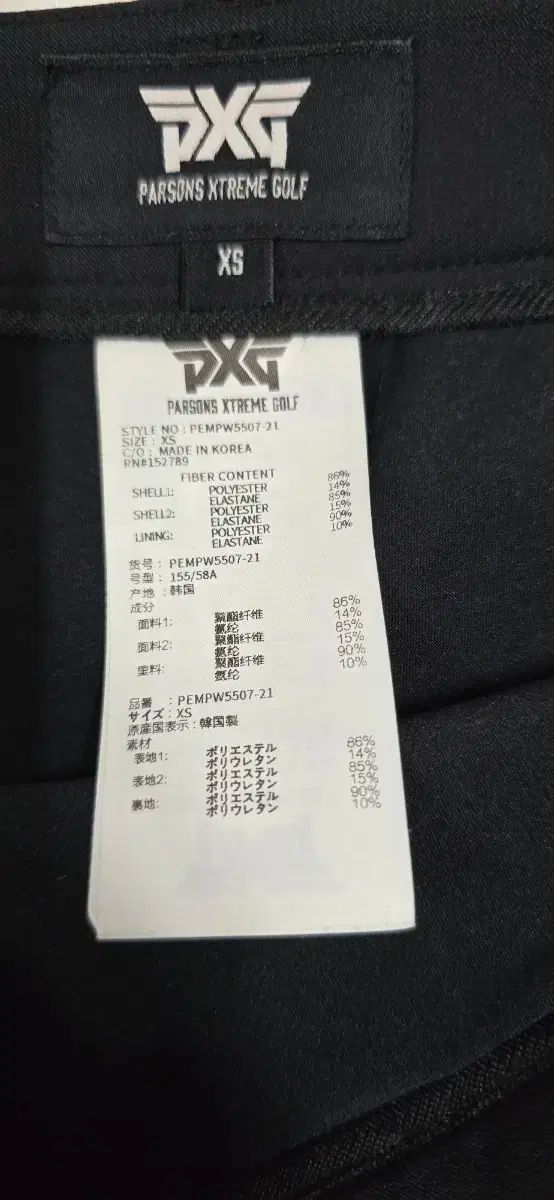 PXG
PARSONS XTREME GOLF
XS
PXG
PARSONS XTREME GOLF
STYLE NO : PEMPW5507-21
SIZE : XS
C/O : MADE IN KOREA
RN#152789
FIBER CONTENT
SHELL1: POLYESTER 86%
ELASTANE 14%
SHELL2: POLYESTER 85%
ELASTANE 15%
LINING: POLYESTER 90%
ELASTANE 10%
货号 : PEMPW5507-21
号型 : 155/58A
产地 : 韩国
成分
面料1: 聚酯纤维 86%
氨纶 14%
面料2: 聚酯纤维 85%
氨纶 15%
里料: 聚酯纤维 90%
氨纶 10%
品番 : PEMPW5507-21
サイズ : XS
原産国表示 : 韓国製
素材
表地1: ポリエステル 86%
ポリウレタン 14%
表地2: ポリエステル 85%
ポリウレタン 15%
裏地: ポリエステル 90%
ポリウレタン 10%